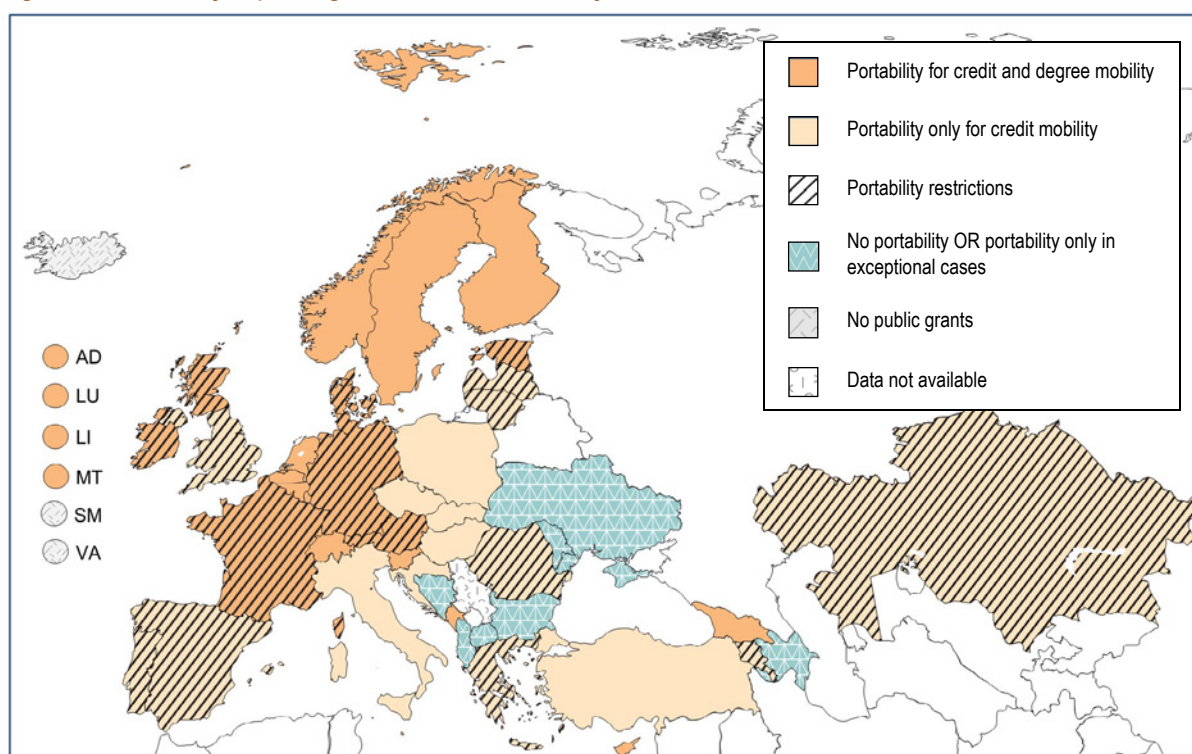 Portability for credit and degree mobility
Portability only for credit mobility
Portability restrictions
No portability OR portability only in
exceptional cases
No public grants
Data not available
AD
LU
LI
MT
SM
VA